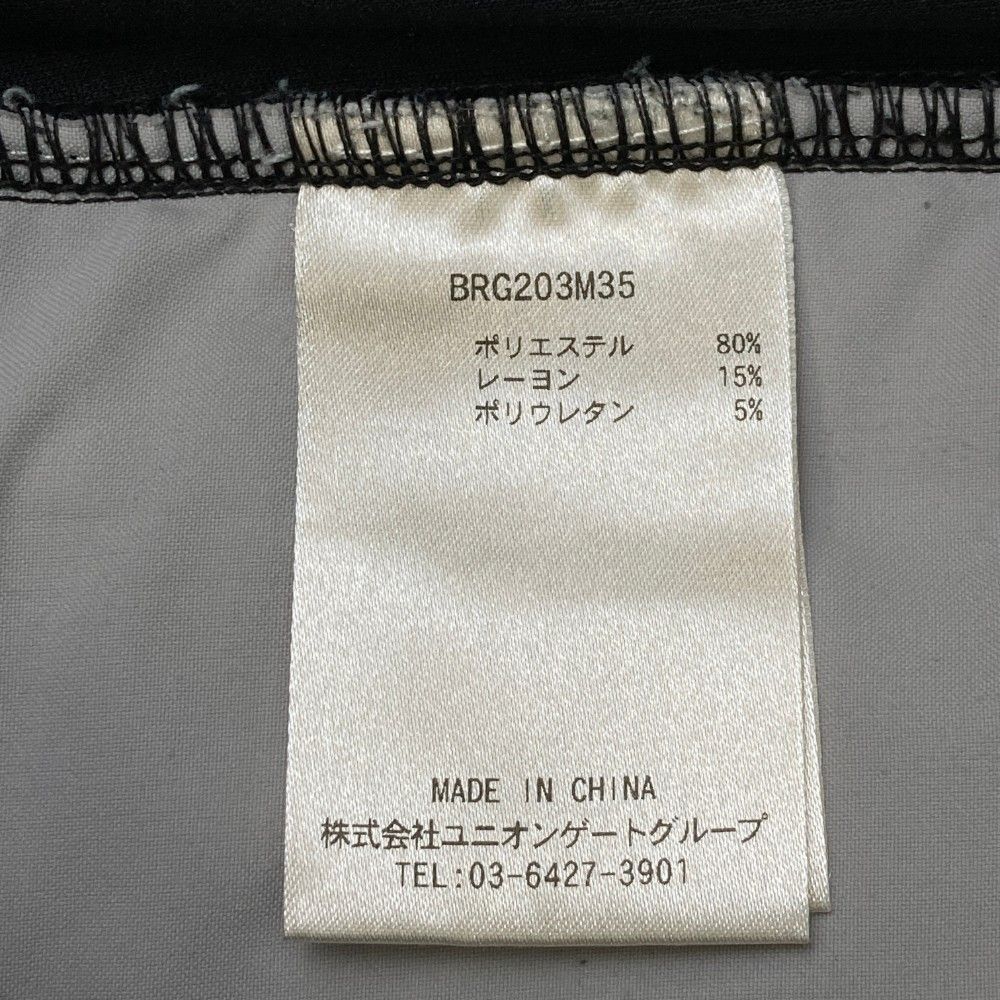 BRG203M35
ポリエステル 80%
レーヨン 15%
ポリウレタン 5%
MADE IN CHINA
株式会社ユニオンゲートグループ
TEL:03-6427-3901